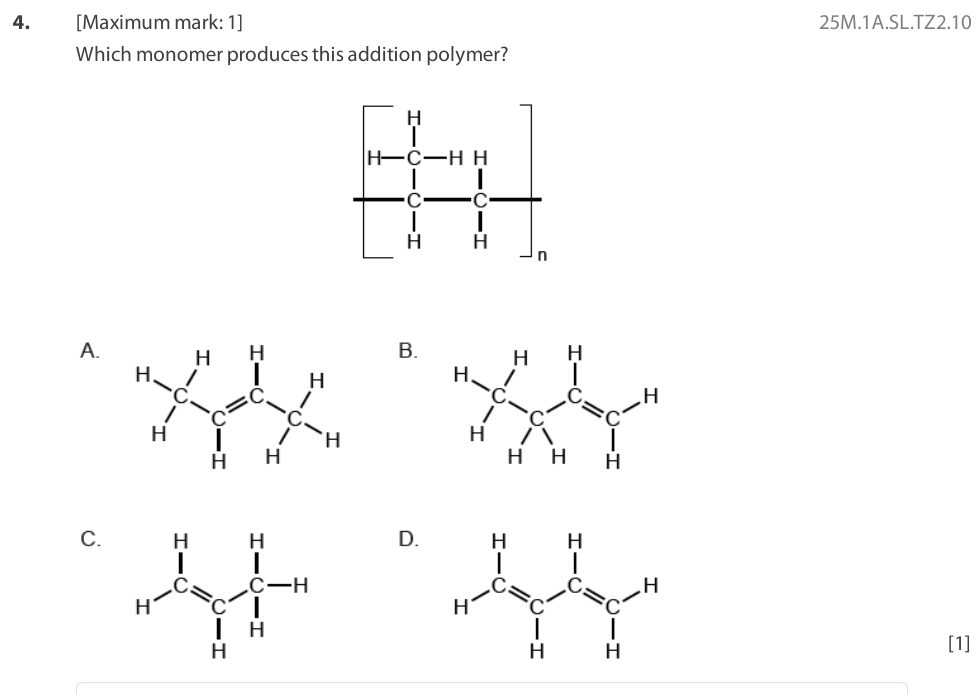 4. [Maximum mark: 1] 25M.1A.SL.TZ2.10
Which monomer produces this addition polymer?
H
H C H H
C C
H H
n
A. B.
H H H H
H H H H
C C C C
C C C C
H H H H
H H H H H
C. D.
H H H H
C C H C C H
H C H C C
H H H H
H
[1]